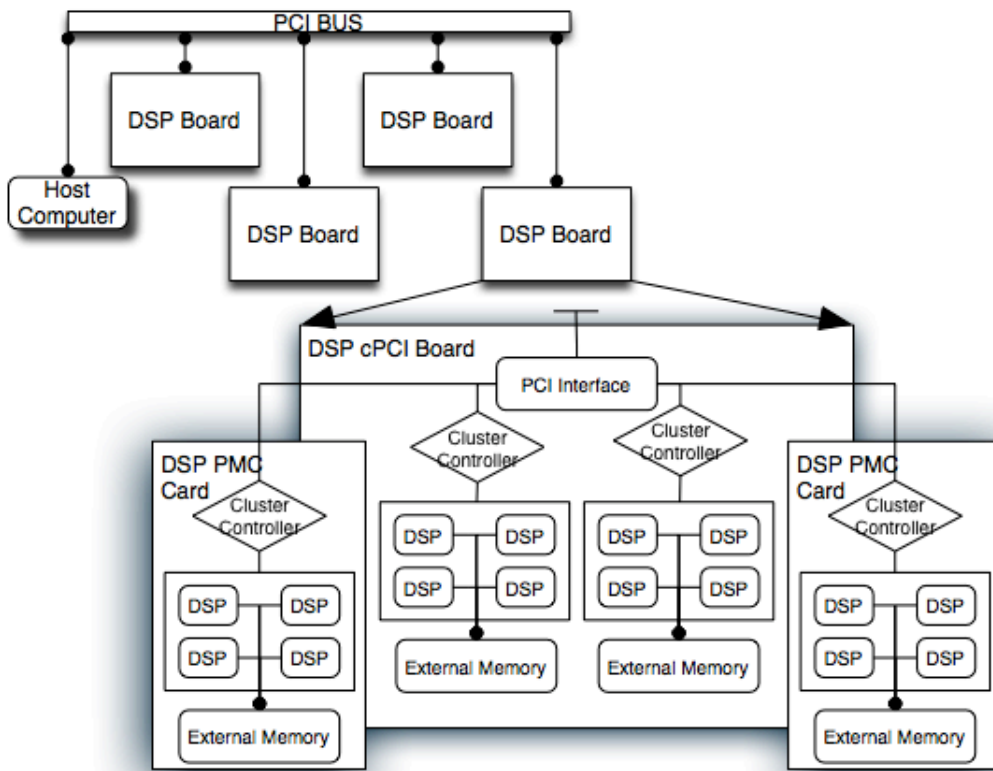 PCI BUS
DSP Board
DSP Board
Host
Computer
DSP Board
DSP Board
DSP cPCI Board
PCI Interface
Cluster
Controller
Cluster
Controller
DSP PMC
Card
DSP PMC
Card
Cluster
Controller
Cluster
Controller
DSP DSP
DSP DSP
DSP DSP
DSP DSP
External Memory
External Memory
DSP DSP
DSP DSP
DSP DSP
DSP DSP
External Memory
External Memory